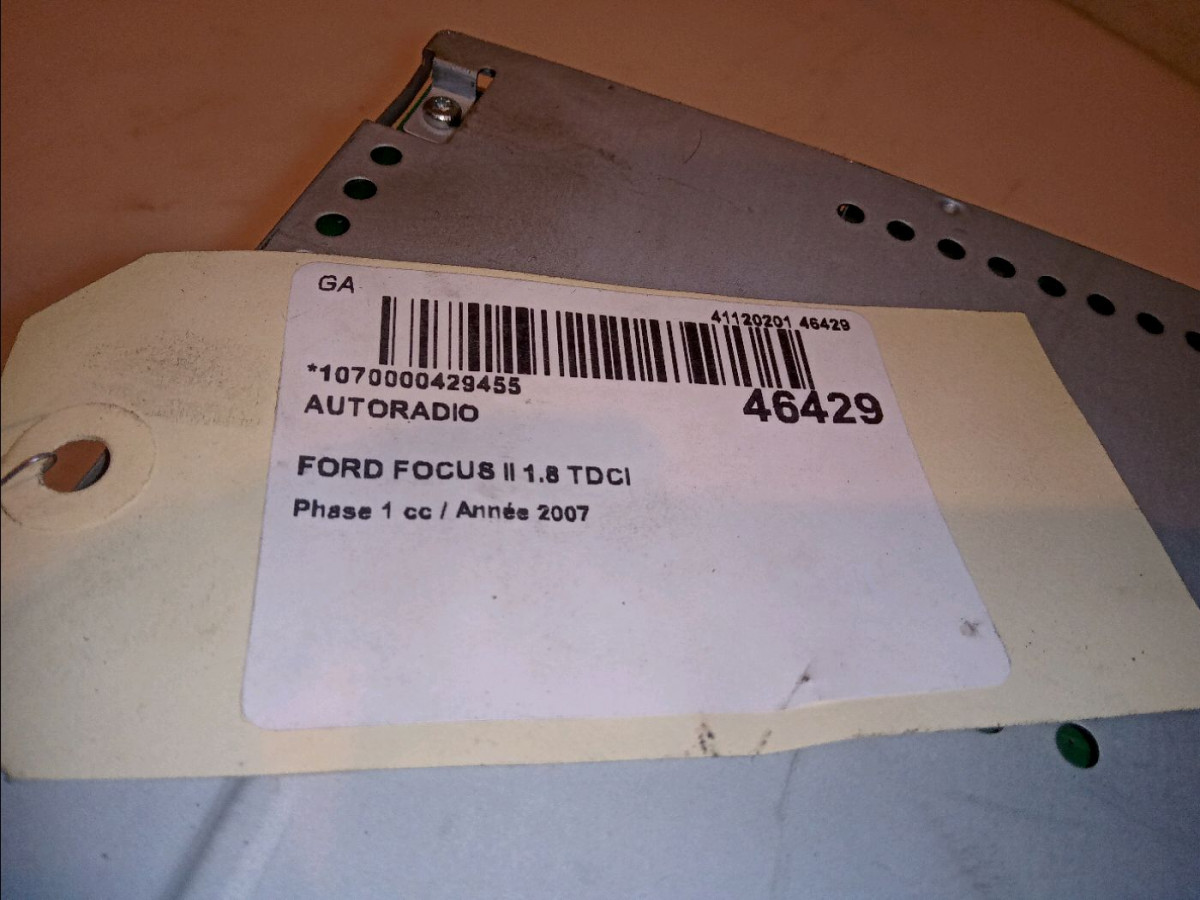 GA
41120201 46429
*1070000429455
46429
AUTORADIO
FORD FOCUS II 1.8 TDCI
Phase 1 cc / Année 2007